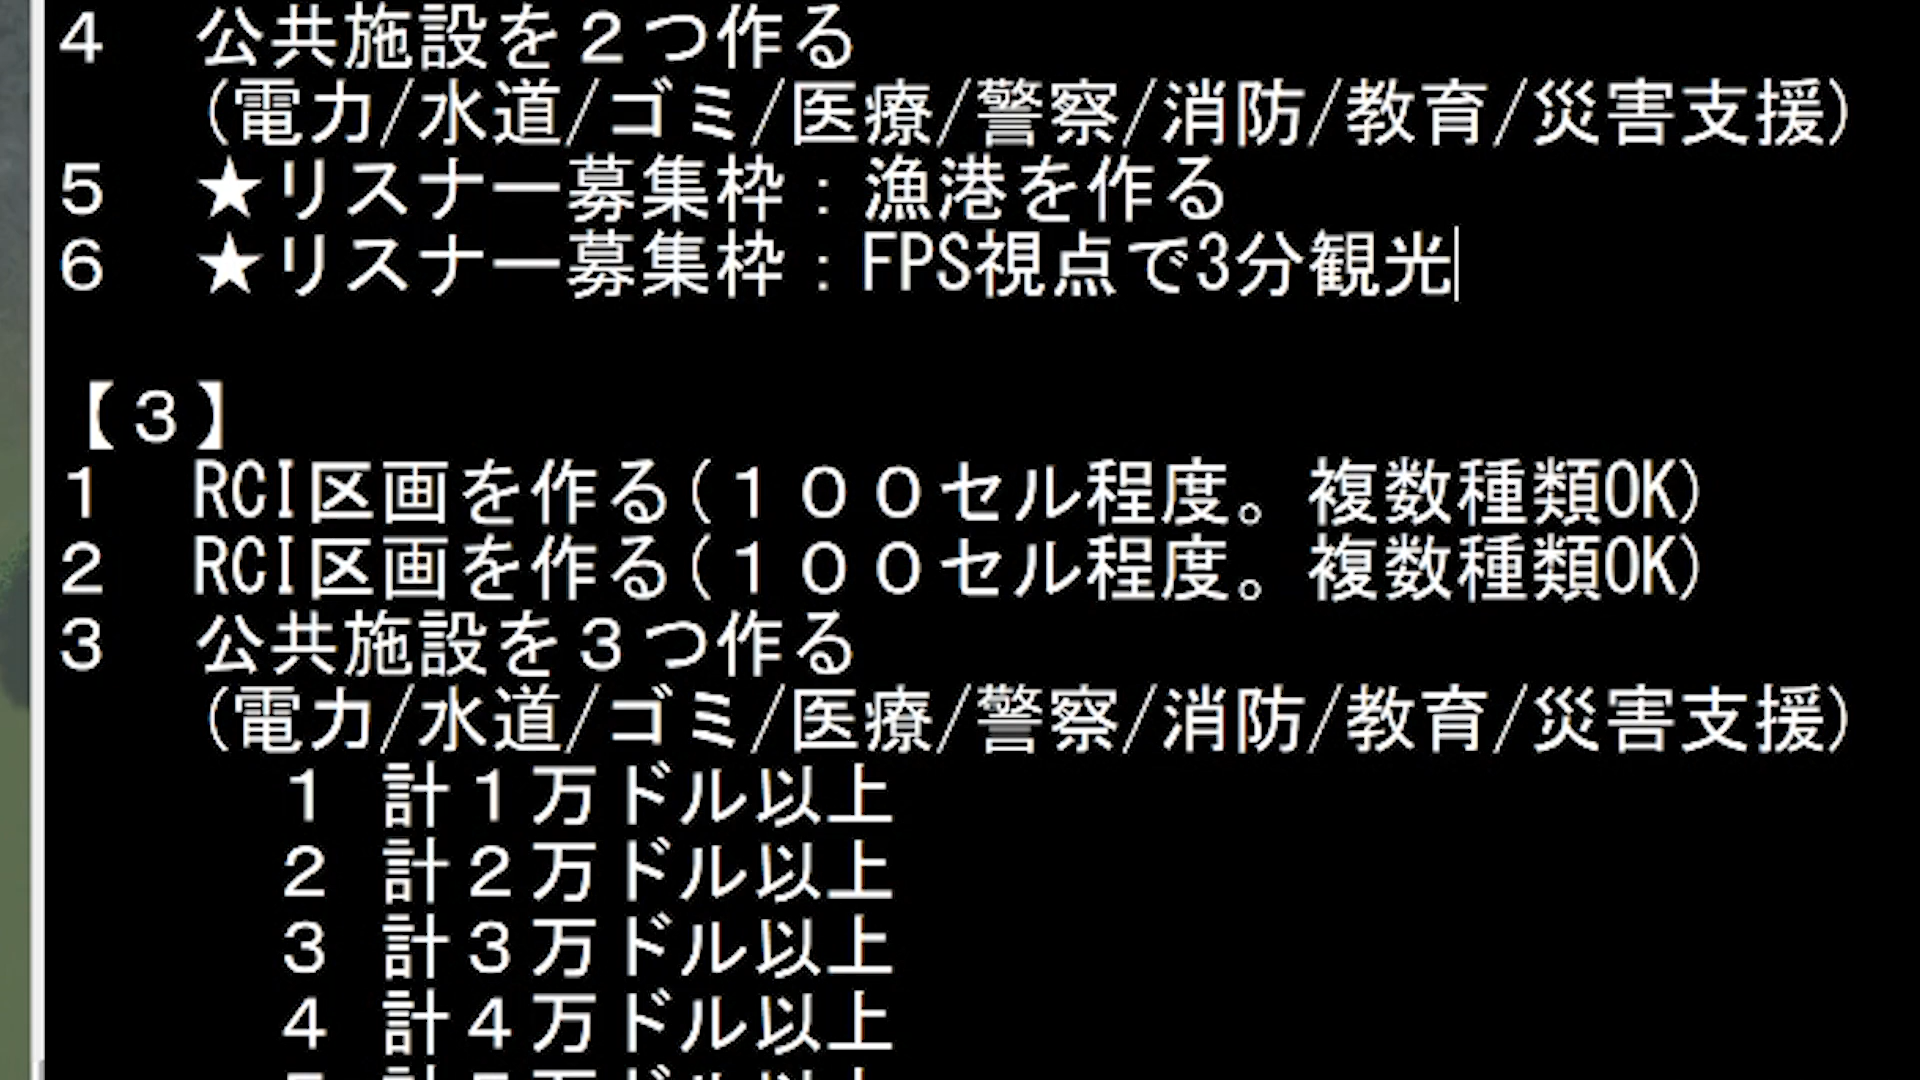 ４　公共施設を２つ作る
(電力/水道/ゴミ/医療/警察/消防/教育/災害支援)
５　★リスナー募集枠：漁港を作る
６　★リスナー募集枠：FPS視点で3分観光
【３】
１　RCI区画を作る(１００セル程度。複数種類OK)
２　RCI区画を作る(１００セル程度。複数種類OK)
３　公共施設を３つ作る
(電力/水道/ゴミ/医療/警察/消防/教育/災害支援)
１　計１万ドル以上
２　計２万ドル以上
３　計３万ドル以上
４　計４万ドル以上